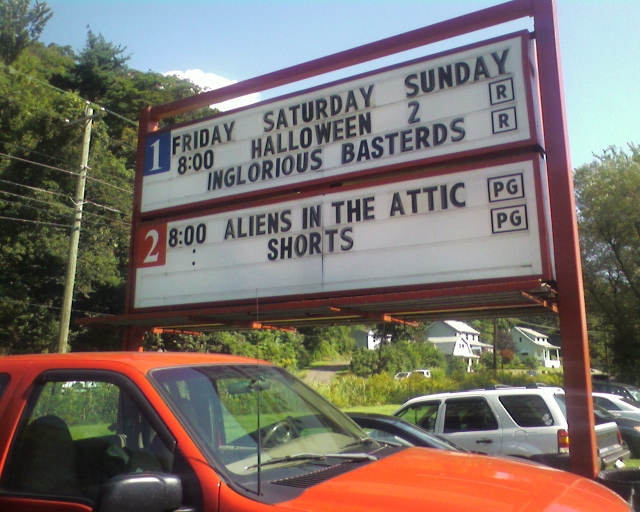 1 FRIDAY SATURDAY SUNDAY
8:00 HALLOWEEN 2 R
INGLORIOUS BASTERDS R
2 8:00 ALIENS IN THE ATTIC PG
: SHORTS PG